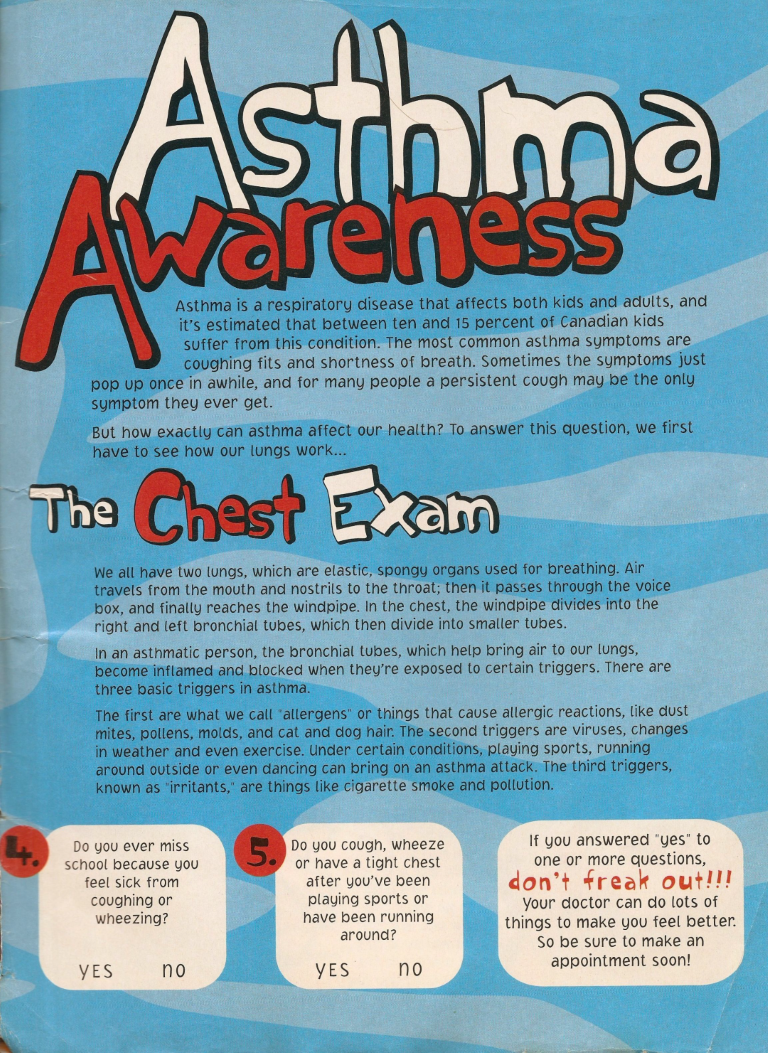 Asthma
Awareness
Asthma is a respiratory disease that affects both kids and adults, and
it's estimated that between ten and 15 percent of Canadian kids
suffer from this condition. The most common asthma symptoms are
coughing fits and shortness of breath. Sometimes the symptoms just
pop up once in awhile, and for many people a persistent cough may be the only
symptom they ever get.
But how exactly can asthma affect our health? To answer this question, we first
have to see how our lungs work...
The Chest Exam
We all have two lungs, which are elastic, spongy organs used for breathing. Air
travels from the mouth and nostrils to the throat; then it passes through the voice
box, and finally reaches the windpipe. In the chest, the windpipe divides into the
right and left bronchial tubes, which then divide into smaller tubes.
In an asthmatic person, the bronchial tubes, which help bring air to our lungs,
become inflamed and blocked when they're exposed to certain triggers. There are
three basic triggers in asthma.
The first are what we call "allergens" or things that cause allergic reactions, like dust
mites, pollens, molds, and cat and dog hair. The second triggers are viruses, changes
in weather and even exercise. Under certain conditions, playing sports, running
around outside or even dancing can bring on an asthma attack. The third triggers,
known as "irritants," are things like cigarette smoke and pollution.
4.
Do you ever miss
school because you
feel sick from
coughing or
wheezing?
YES NO
5.
Do you cough, wheeze
or have a tight chest
after you've been
playing sports or
have been running
around?
YES NO
If you answered "yes" to
one or more questions,
don't freak out!!!
Your doctor can do lots of
things to make you feel better.
So be sure to make an
appointment soon!